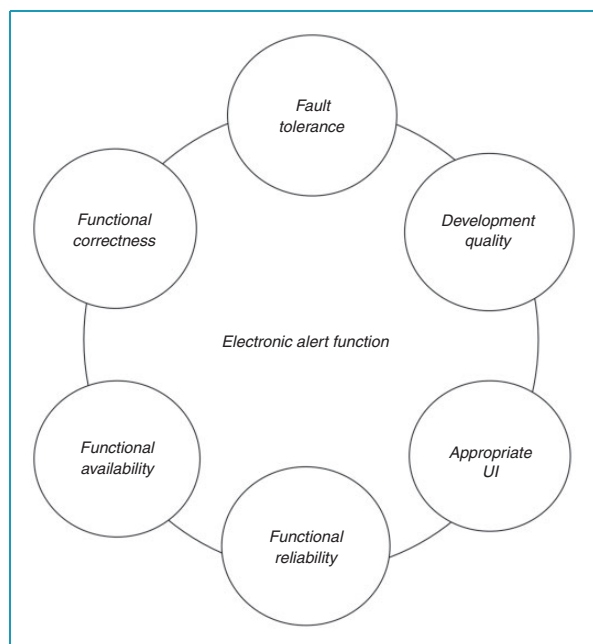 Fault
tolerance
Functional
correctness
Development
quality
Electronic alert function
Functional
availability
Appropriate
UI
Functional
reliability